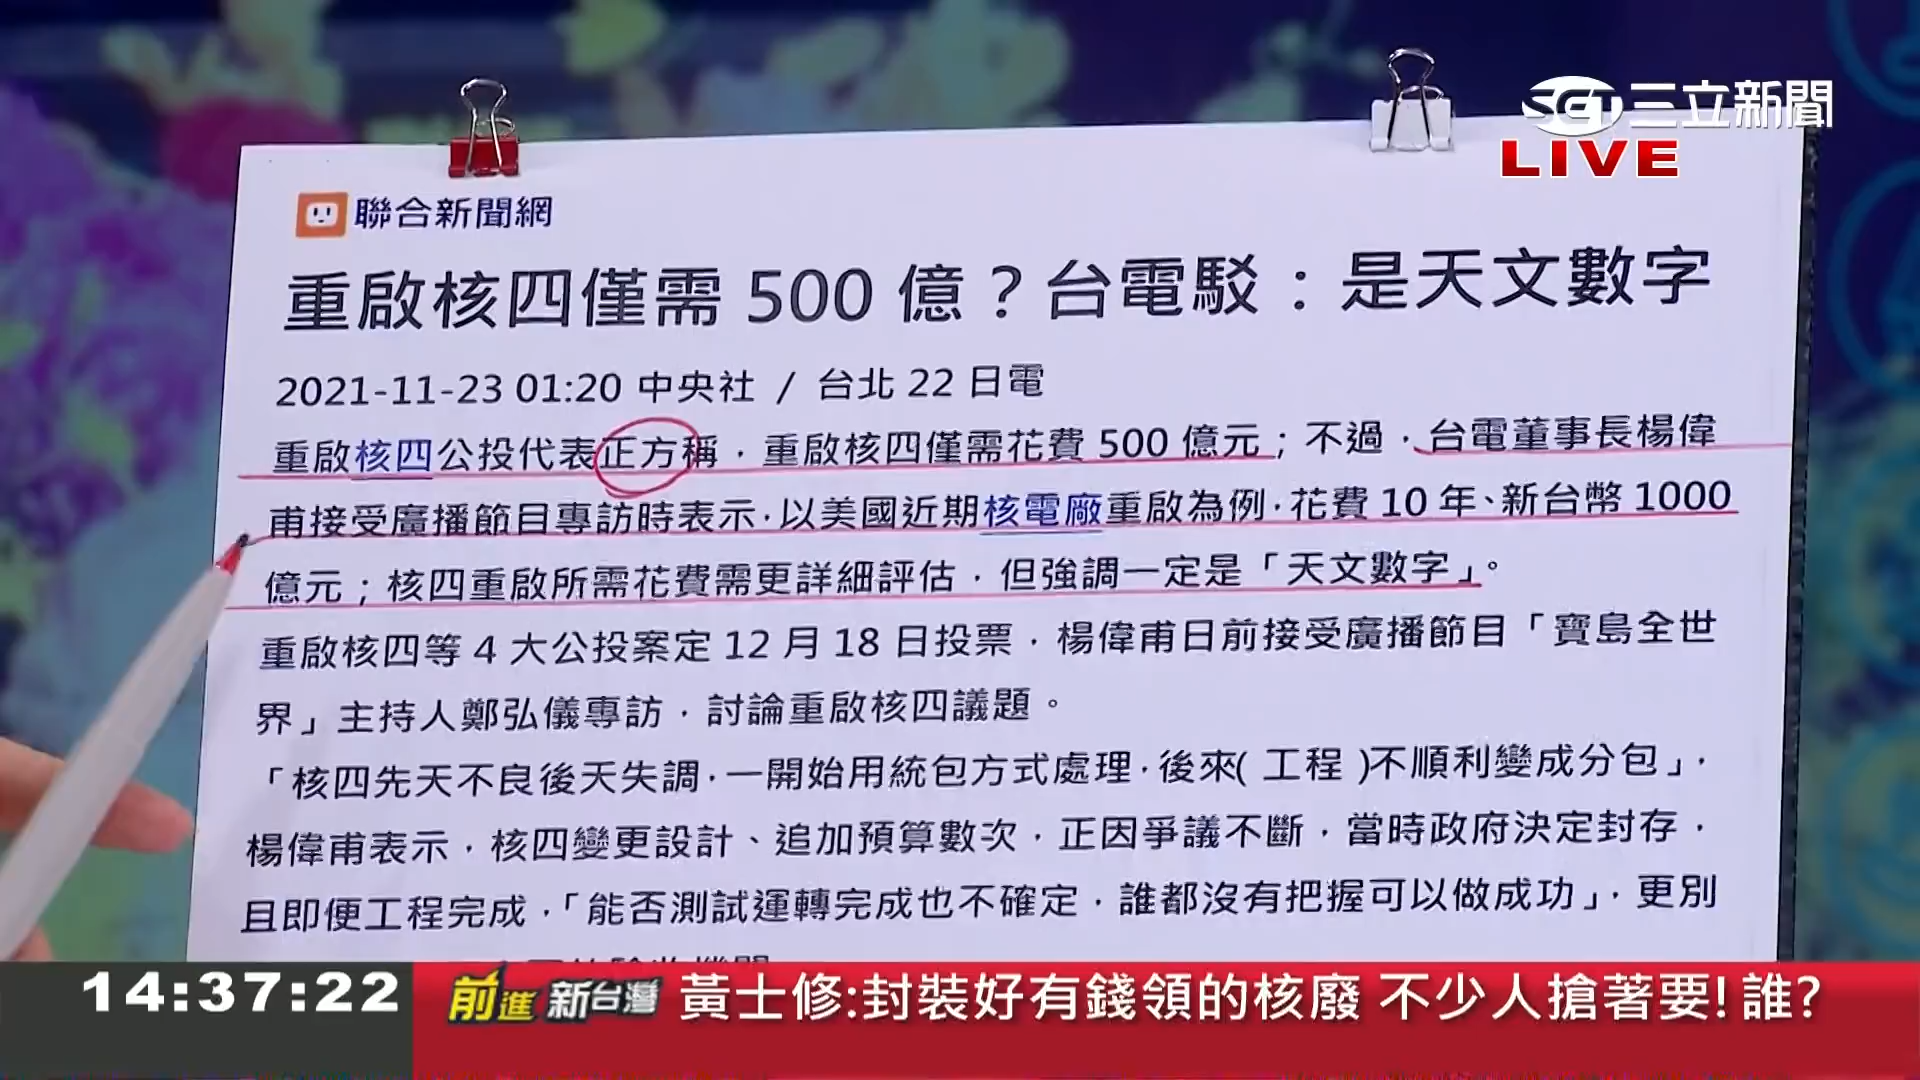 SET三立新聞
LIVE
聯合新聞網
重啟核四僅需 500 億？台電駁：是天文數字
2021-11-23 01:20 中央社 / 台北 22 日電
重啟核四公投代表正方稱，重啟核四僅需花費 500 億元；不過，台電董事長楊偉
甫接受廣播節目專訪時表示，以美國近期核電廠重啟為例，花費 10 年、新台幣 1000
億元；核四重啟所需花費需更詳細評估，但強調一定是「天文數字」。
重啟核四等 4 大公投案定 12 月 18 日投票，楊偉甫日前接受廣播節目「寶島全世
界」主持人鄭弘儀專訪，討論重啟核四議題。
「核四先天不良後天失調，一開始用統包方式處理，後來( 工程 )不順利變成分包」，
楊偉甫表示，核四變更設計、追加預算數次，正因爭議不斷，當時政府決定封存，
且即便工程完成，「能否測試運轉完成也不確定，誰都沒有把握可以做成功」，更別
14:37:22
前進新台灣
黃士修:封裝好有錢領的核廢 不少人搶著要! 誰?